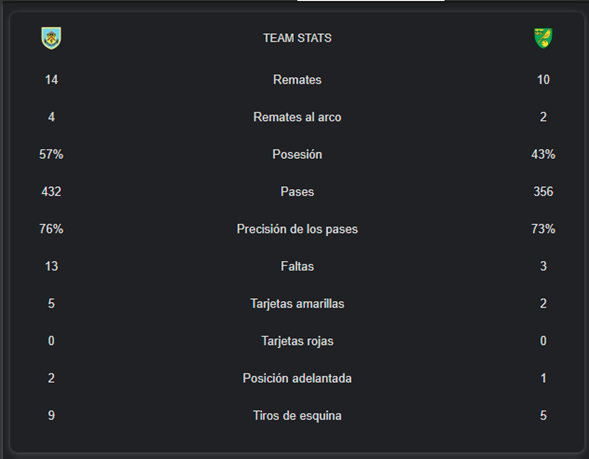 TEAM STATS
14 Remates 10
4 Remates al arco 2
57% Posesión 43%
432 Pases 356
76% Precisión de los pases 73%
13 Faltas 3
5 Tarjetas amarillas 2
0 Tarjetas rojas 0
2 Posición adelantada 1
9 Tiros de esquina 5